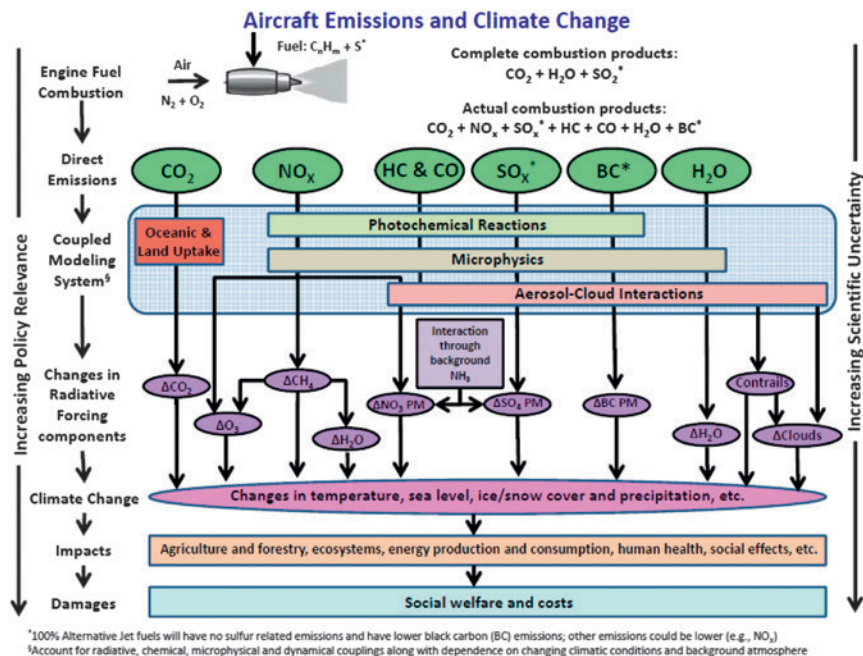 Aircraft Emissions and Climate Change
Fuel: CₙHₘ + S*
Complete combustion products:
CO₂ + H₂O + SO₂*
Engine Fuel
Combustion
Air
N₂ + O₂
Actual combustion products:
CO₂ + NOₓ + SOₓ* + HC + CO + H₂O + BC*
Direct
Emissions
CO₂
NOₓ
HC & CO
SOₓ*
BC*
H₂O
Coupled
Modeling
System§
Oceanic &
Land Uptake
Photochemical Reactions
Microphysics
Aerosol-Cloud Interactions
Increasing Policy Relevance
Increasing Scientific Uncertainty
Interaction
through
background
NH₃
Changes in
Radiative
Forcing
components
ΔCO₂
ΔCH₄
ΔO₃
ΔH₂O
ΔNO₃ PM
ΔSO₄ PM
ΔBC PM
ΔH₂O
Contrails
ΔClouds
Climate Change
Changes in temperature, sea level, ice/snow cover and precipitation, etc.
Impacts
Agriculture and forestry, ecosystems, energy production and consumption, human health, social effects, etc.
Damages
Social welfare and costs
*100% Alternative Jet fuels will have no sulfur related emissions and have lower black carbon (BC) emissions; other emissions could be lower (e.g., NOₓ)
§Account for radiative, chemical, microphysical and dynamical couplings along with dependence on changing climatic conditions and background atmosphere